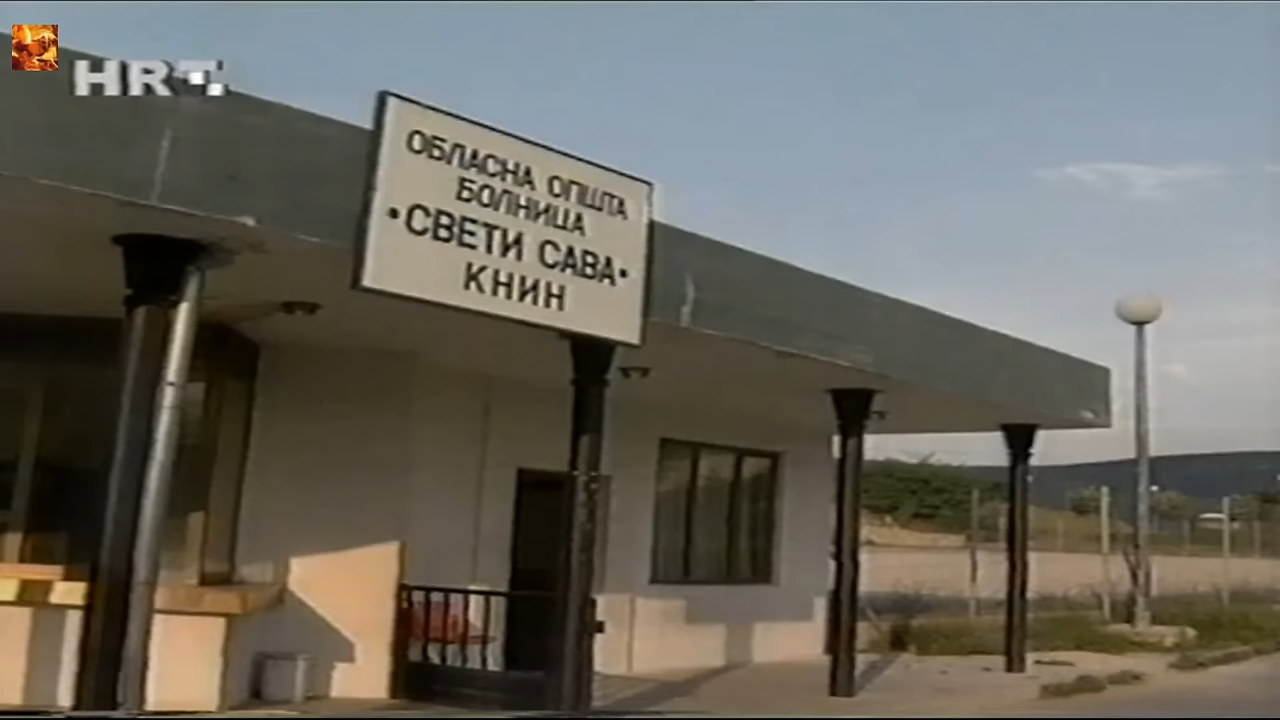 HRT
ОБЛАСНА ОПШТА
БОЛНИЦА
•СВЕТИ САВА•
КНИН